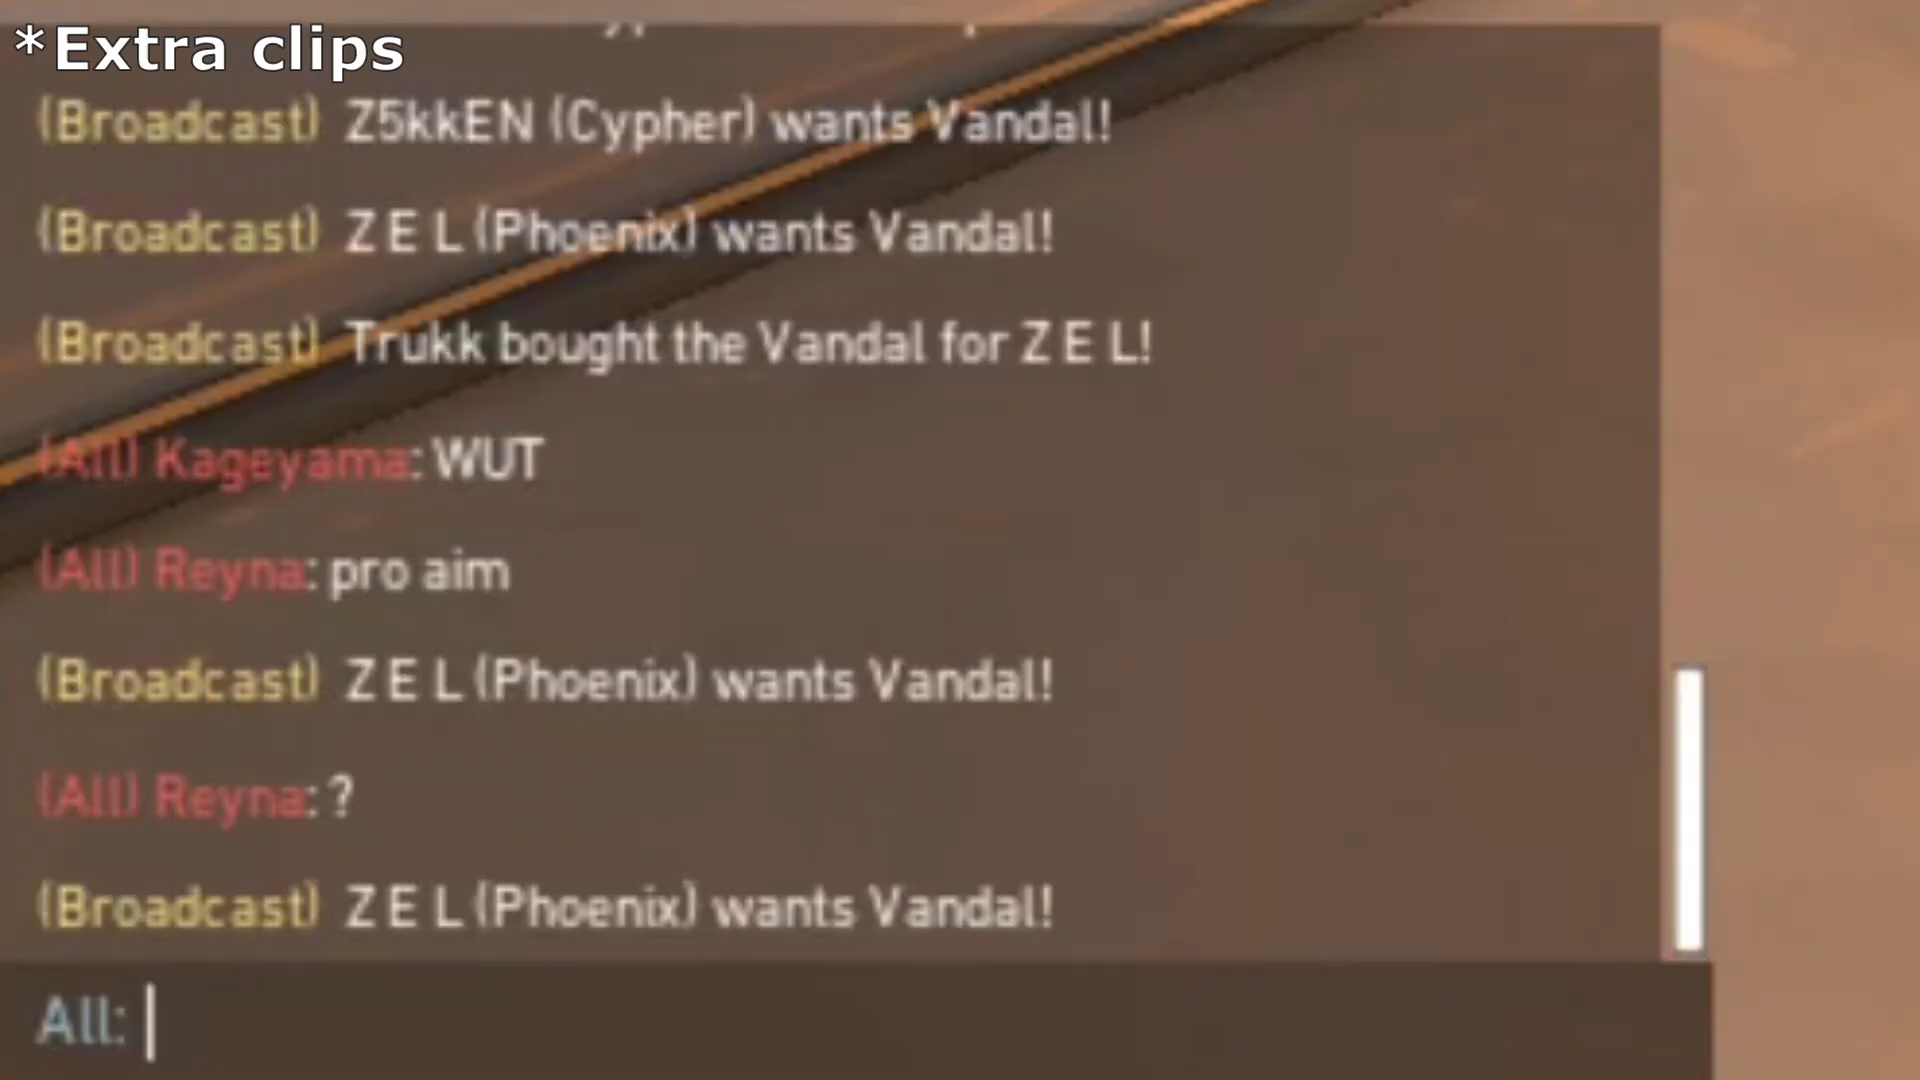 *Extra clips
(Broadcast) Z5kkEN (Cypher) wants Vandal!
(Broadcast) Z E L (Phoenix) wants Vandal!
(Broadcast) Trukk bought the Vandal for Z E L!
(All) Kageyama: WUT
(All) Reyna: pro aim
(Broadcast) Z E L (Phoenix) wants Vandal!
(All) Reyna: ?
(Broadcast) Z E L (Phoenix) wants Vandal!
All: